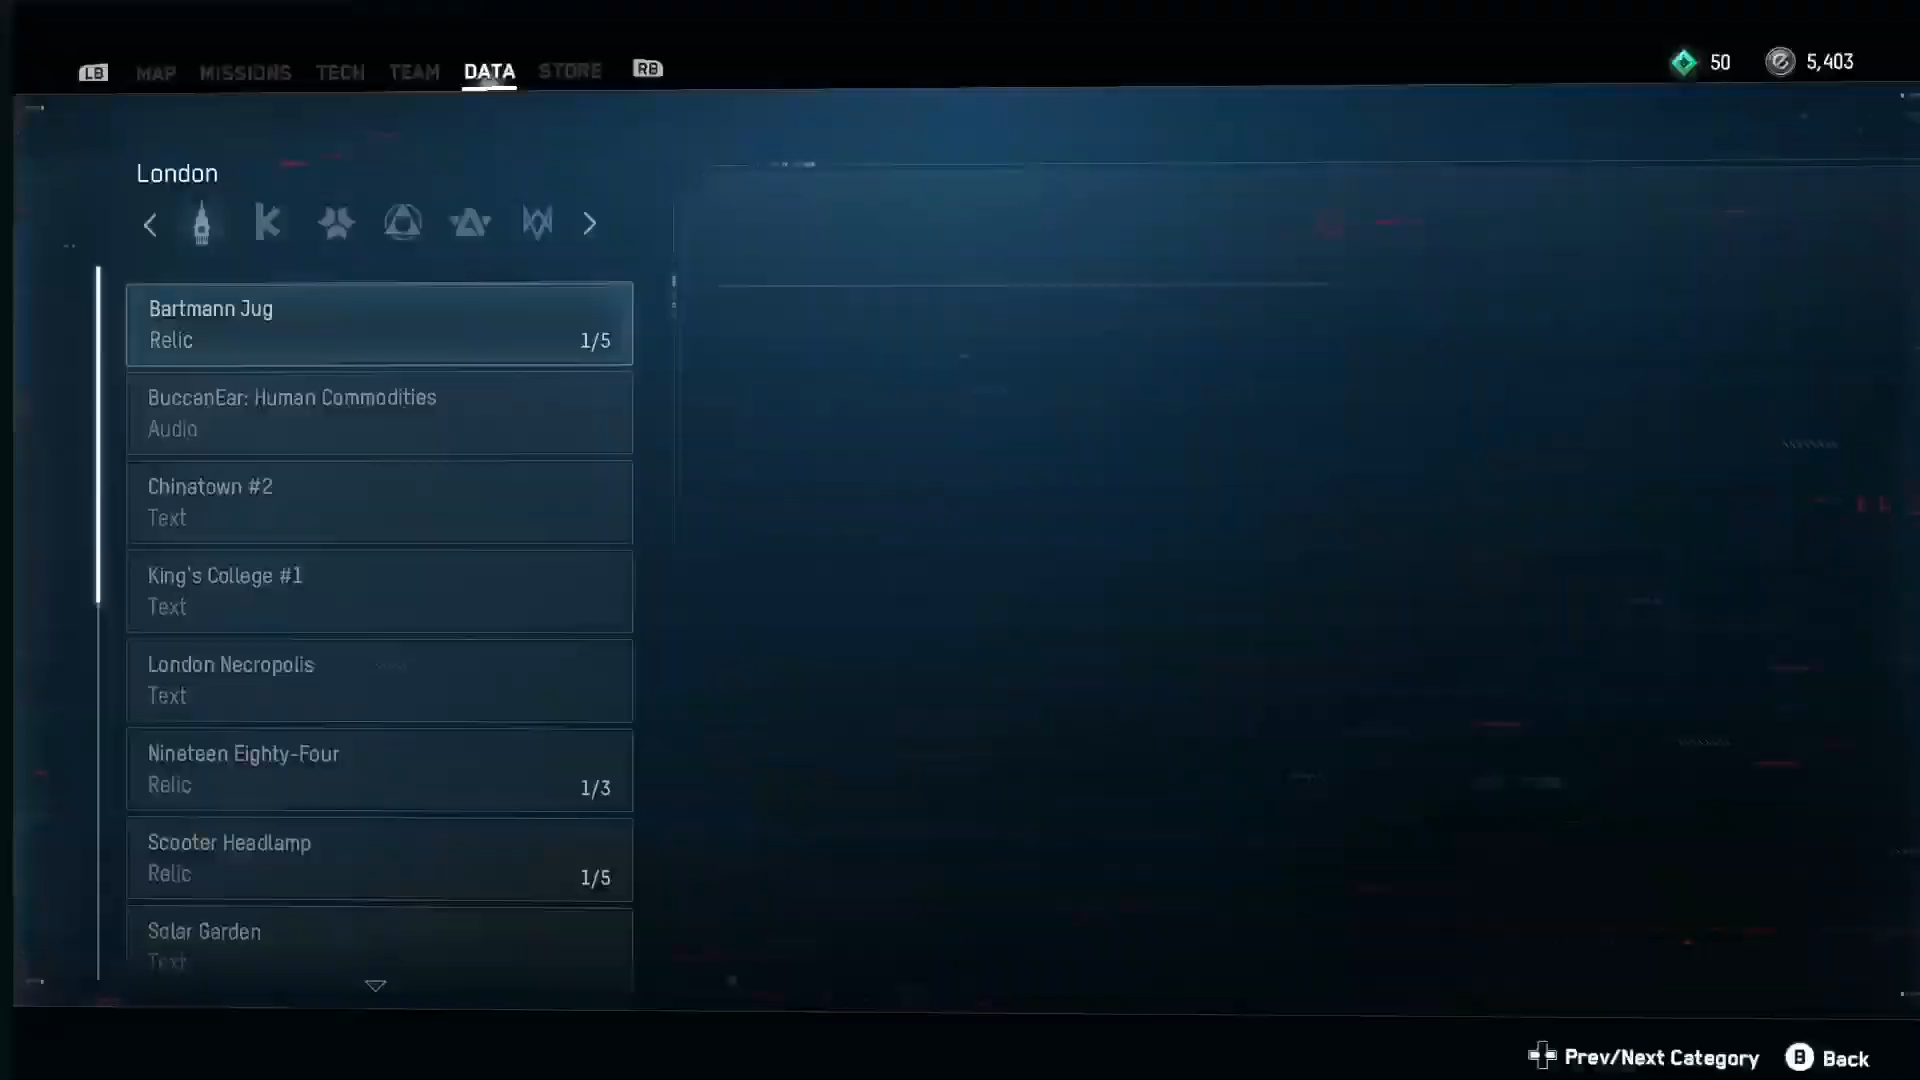 LB MAP MISSIONS TECH TEAM DATA STORE RB
50 5,403
London
Bartmann Jug
Relic 1/5
BuccanEar: Human Commodities
Audio
Chinatown #2
Text
King's College #1
Text
London Necropolis
Text
Nineteen Eighty-Four
Relic 1/3
Scooter Headlamp
Relic 1/5
Solar Garden
Text
Prev/Next Category B Back